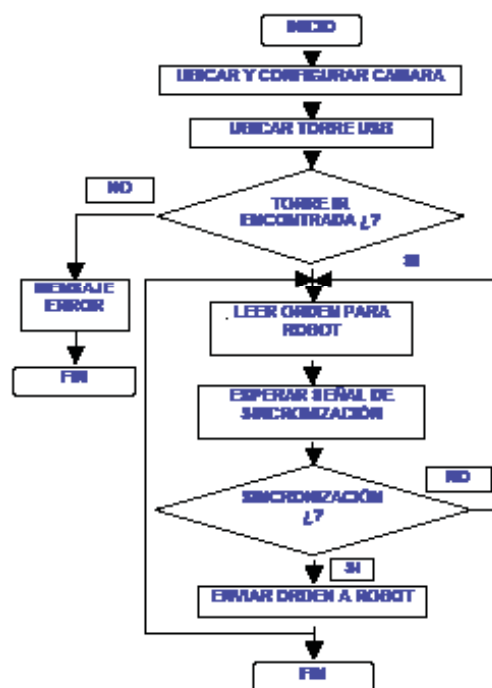 INICIO
UBICAR Y CONFIGURAR CAMARA
UBICAR TORRE USB
NO
TORRE IR
ENCONTRADA ¿?
SI
MENSAJE
ERROR
LEER ORDEN PARA
ROBOT
FIN
ESPERAR SEÑAL DE
SINCRONIZACIÓN
NO
SINCRONIZACIÓN
¿?
SI
ENVIAR ORDEN A ROBOT
FIN